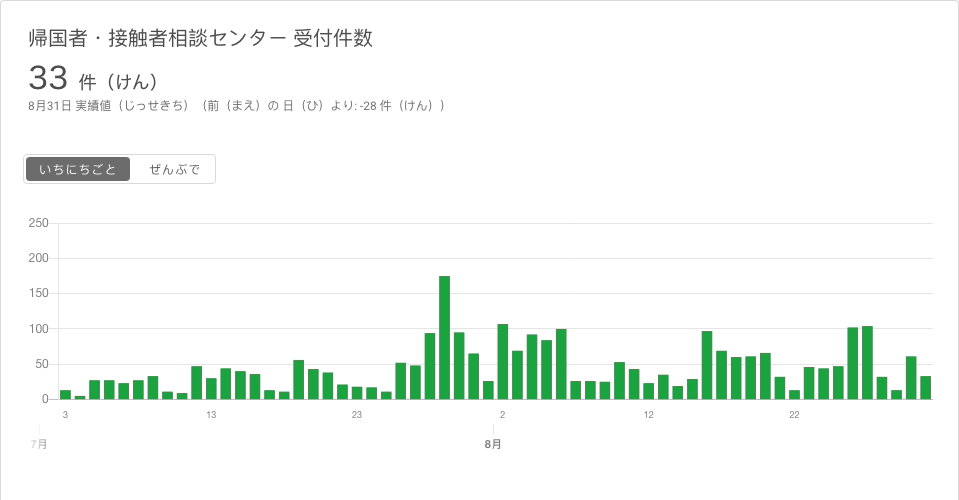 帰国者・接触者相談センター 受付件数
33 件（けん）
8月31日 実績値（じっせきち）（前（まえ）の 日（ひ）より: -28 件（けん））
いちにちごと ぜんぶで
250
200
150
100
50
0
3 13 23 2 12 22
7月 8月